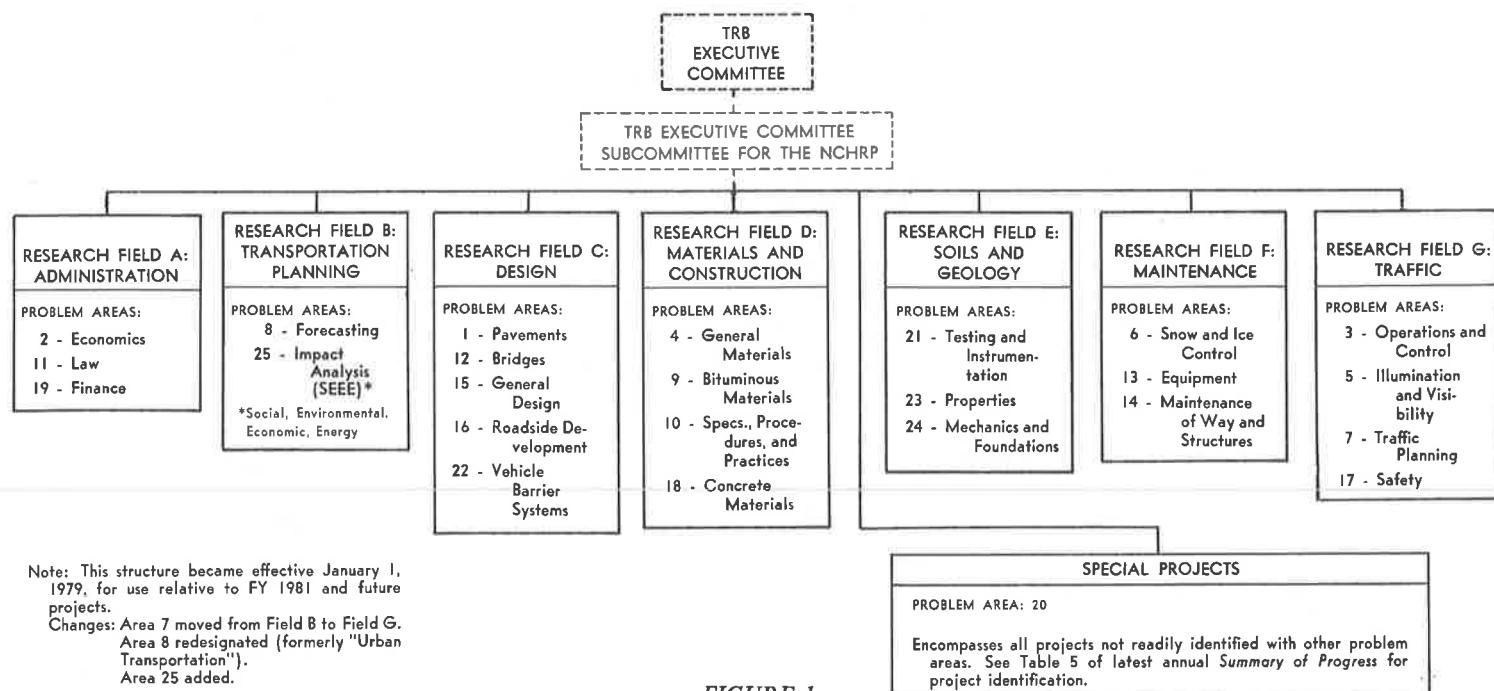 TRB
EXECUTIVE
COMMITTEE
TRB EXECUTIVE COMMITTEE
SUBCOMMITTEE FOR THE NCHRP
RESEARCH FIELD A:
ADMINISTRATION
PROBLEM AREAS:
2 - Economics
11 - Law
19 - Finance
RESEARCH FIELD B:
TRANSPORTATION
PLANNING
PROBLEM AREAS:
8 - Forecasting
25 - Impact
Analysis
(SEEE)*
*Social, Environmental,
Economic, Energy
RESEARCH FIELD C:
DESIGN
PROBLEM AREAS:
1 - Pavements
12 - Bridges
15 - General
Design
16 - Roadside De-
velopment
22 - Vehicle
Barrier
Systems
RESEARCH FIELD D:
MATERIALS AND
CONSTRUCTION
PROBLEM AREAS:
4 - General
Materials
9 - Bituminous
Materials
10 - Specs., Proce-
dures, and
Practices
18 - Concrete
Materials
RESEARCH FIELD E:
SOILS AND
GEOLOGY
PROBLEM AREAS:
21 - Testing and
Instrumen-
tation
23 - Properties
24 - Mechanics and
Foundations
RESEARCH FIELD F:
MAINTENANCE
PROBLEM AREAS:
6 - Snow and Ice
Control
13 - Equipment
14 - Maintenance
of Way and
Structures
RESEARCH FIELD G:
TRAFFIC
PROBLEM AREAS:
3 - Operations and
Control
5 - Illumination
and Visi-
bility
7 - Traffic
Planning
17 - Safety
SPECIAL PROJECTS
PROBLEM AREA: 20
Encompasses all projects not readily identified with other problem
areas. See Table 5 of latest annual Summary of Progress for
project identification.
Note: This structure became effective January 1,
1979, for use relative to FY 1981 and future
projects.
Changes: Area 7 moved from Field B to Field G.
Area 8 redesignated (formerly "Urban
Transportation").
Area 25 added.
FIGURE 1